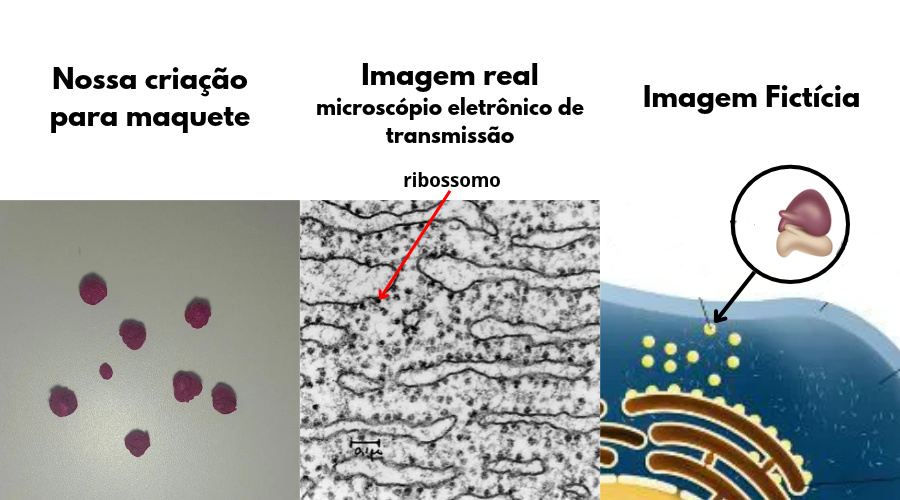 Nossa criação
para maquete
Imagem real
microscópio eletrônico de
transmissão
ribossomo
Imagem Fictícia